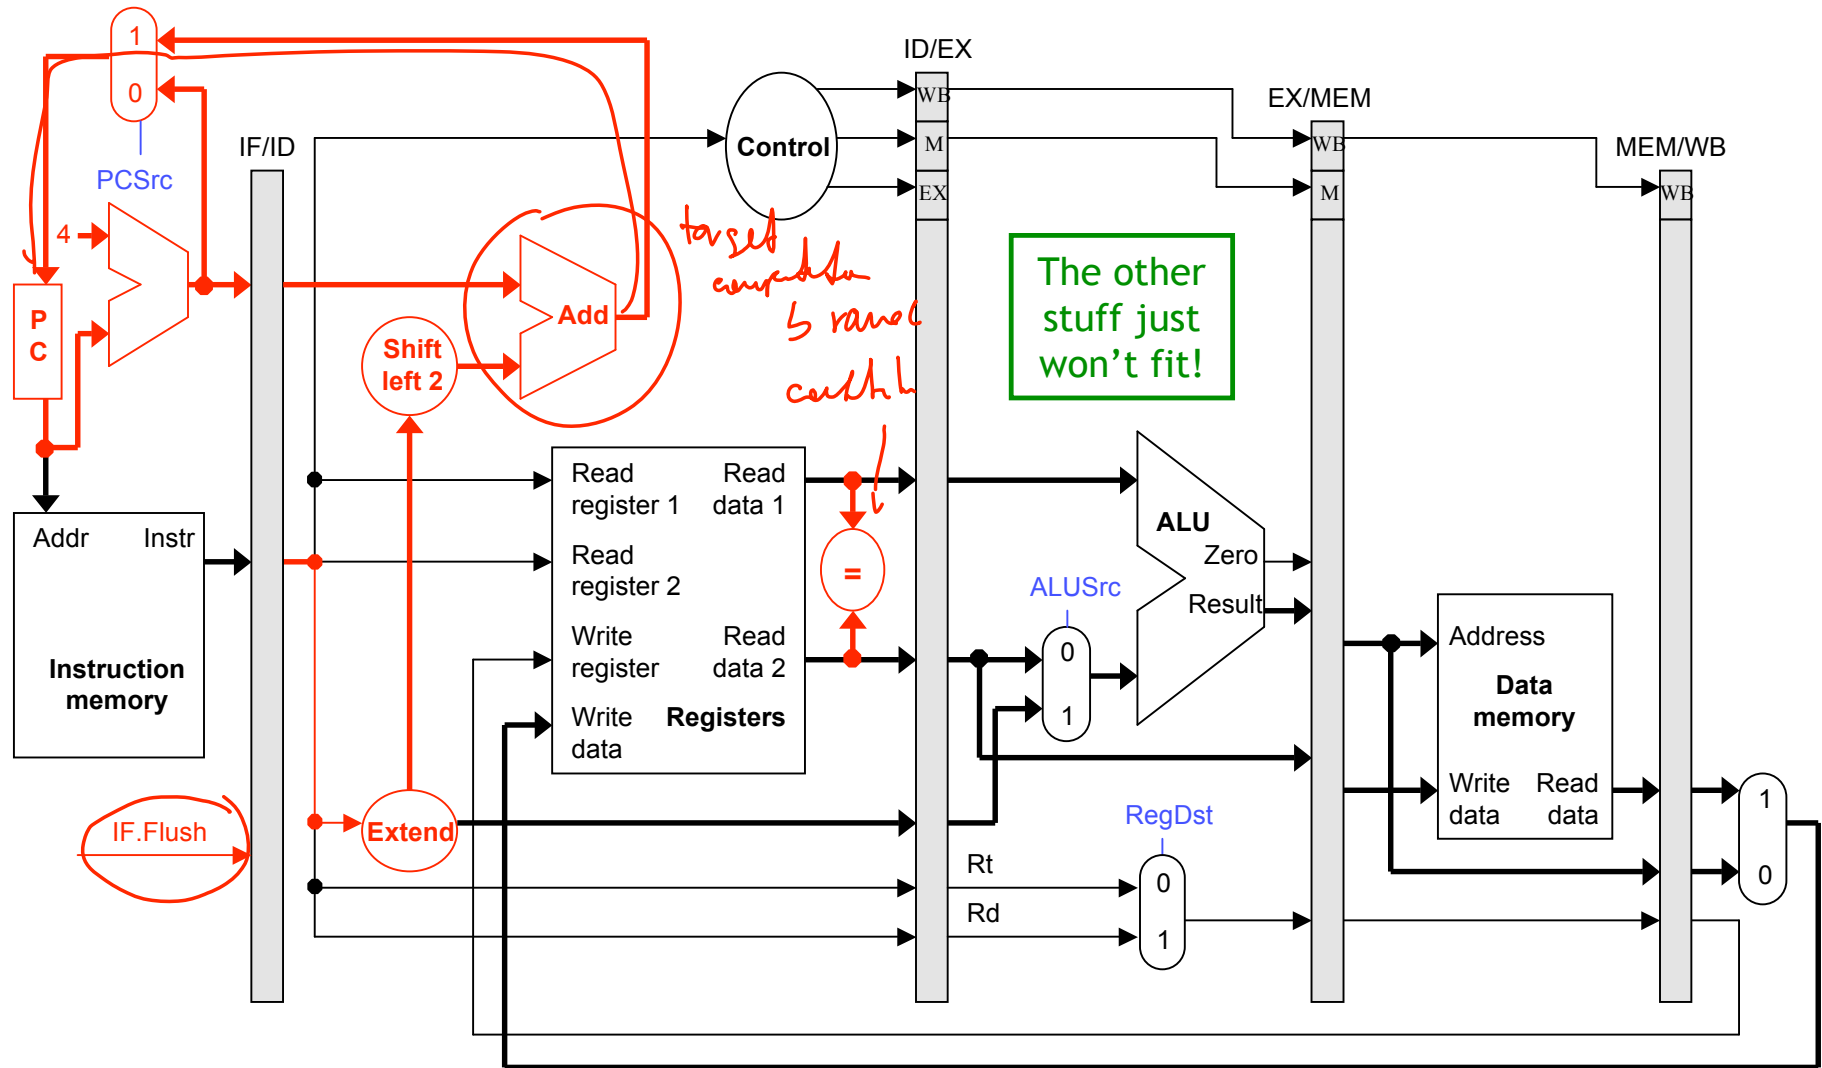 1
0
PCSrc
4
P
C
Addr Instr
Instruction
memory
IF.Flush
IF/ID
Shift
left 2
Add
Extend
target
Control
Read
register 1
Read
data 1
Read
register 2
Write
register
Read
data 2
Write
data
Registers
=
ID/EX
WB
M
EX
The other
stuff just
won't fit!
ALUSrc
0
1
ALU
Zero
Result
Rt
Rd
RegDst
0
1
EX/MEM
WB
M
Address
Data
memory
Write
data
Read
data
MEM/WB
WB
1
0